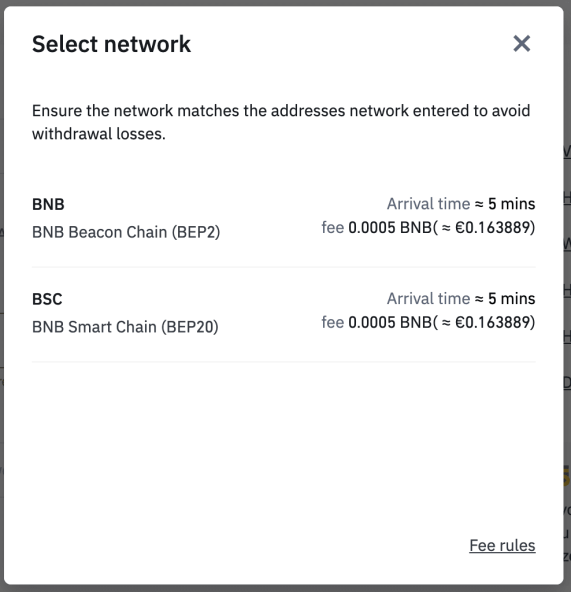 Select network
Ensure the network matches the addresses network entered to avoid
withdrawal losses.
BNB
Arrival time ≈ 5 mins
BNB Beacon Chain (BEP2)
fee 0.0005 BNB( ≈ €0.163889)
BSC
Arrival time ≈ 5 mins
BNB Smart Chain (BEP20)
fee 0.0005 BNB( ≈ €0.163889)
Fee rules